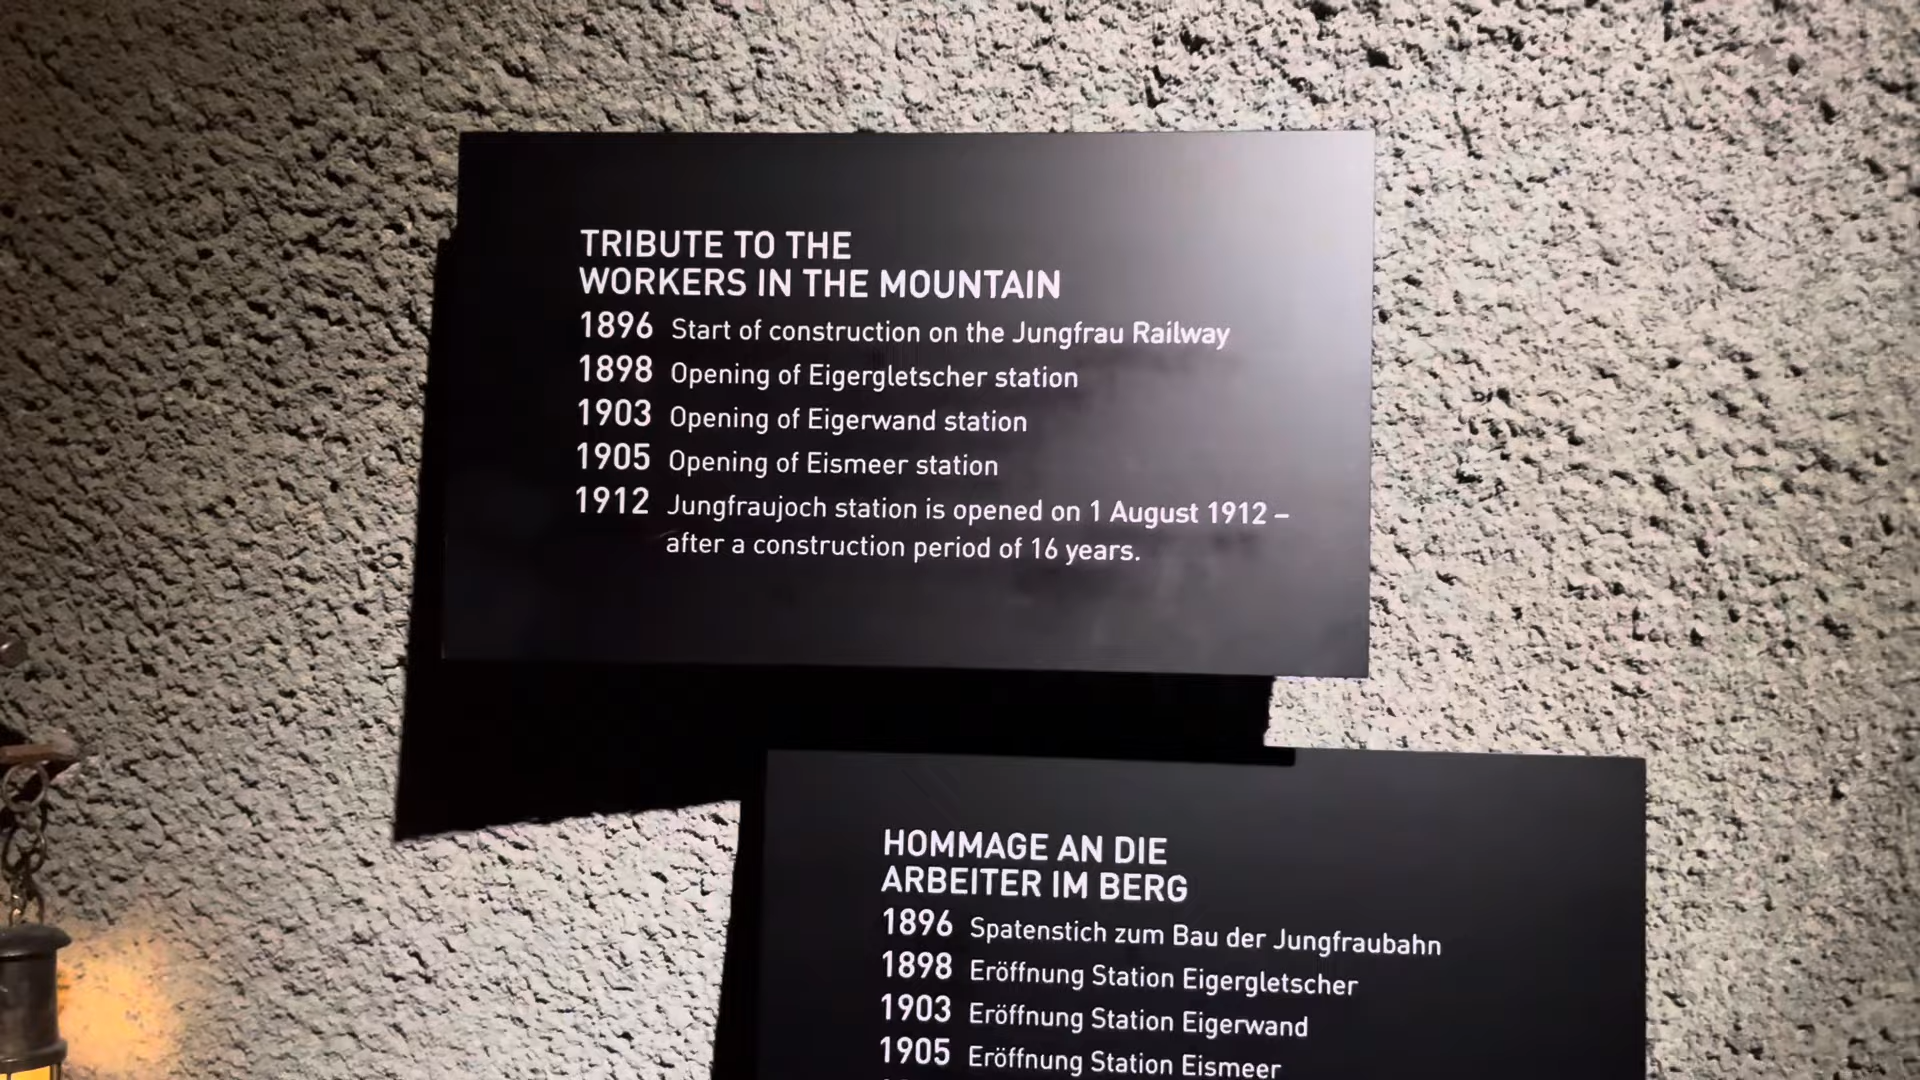 TRIBUTE TO THE
WORKERS IN THE MOUNTAIN
1896 Start of construction on the Jungfrau Railway
1898 Opening of Eigergletscher station
1903 Opening of Eigerwand station
1905 Opening of Eismeer station
1912 Jungfraujoch station is opened on 1 August 1912 –
after a construction period of 16 years.
HOMMAGE AN DIE
ARBEITER IM BERG
1896 Spatenstich zum Bau der Jungfraubahn
1898 Eröffnung Station Eigergletscher
1903 Eröffnung Station Eigerwand
1905 Eröffnung Station Eismeer